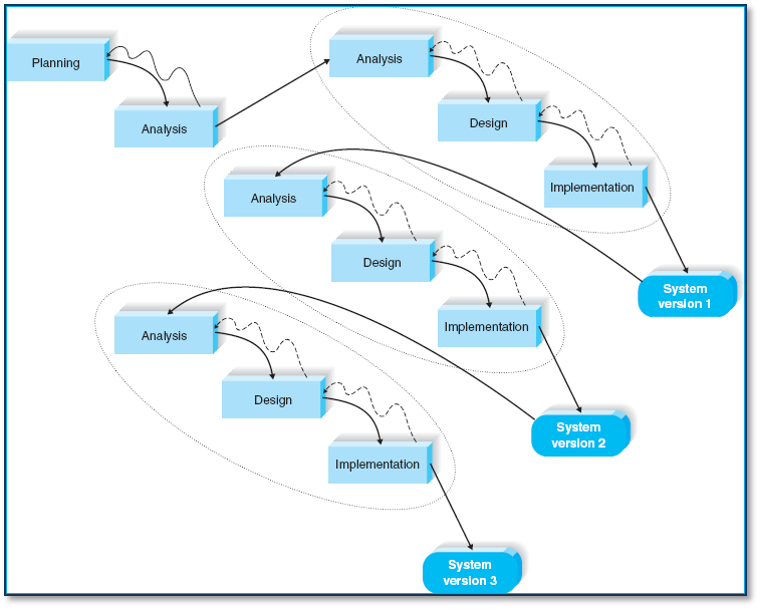 Planning
Analysis
Analysis
Design
Implementation
System
version 1
Analysis
Design
Implementation
System
version 2
Analysis
Design
Implementation
System
version 3